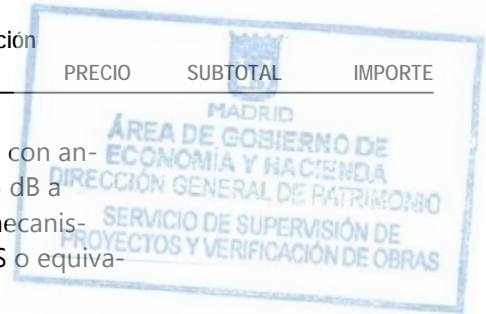 ción
PRECIO SUBTOTAL IMPORTE
MADRID
ÁREA DE GOBIERNO DE
con an-
ECONOMÍA Y HACIENDA
dB a
DIRECCIÓN GENERAL DE PATRIMONIO
ecanis-
SERVICIO DE SUPERVISIÓN DE
S o equiva-
PROYECTOS Y VERIFICACIÓN DE OBRAS